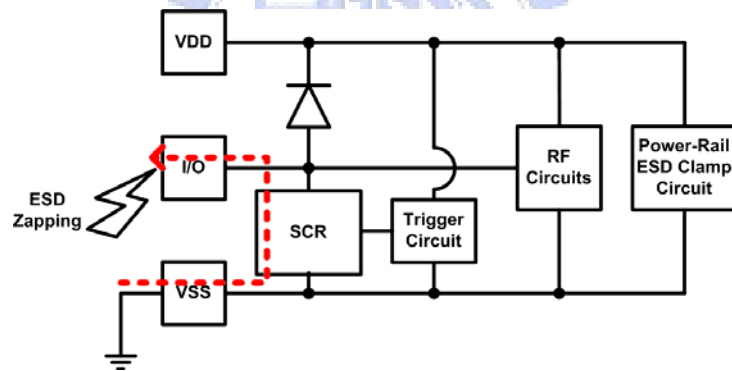 VDD
I/O
ESD
Zapping
SCR
Trigger
Circuit
RF
Circuits
Power-Rail
ESD Clamp
Circuit
VSS